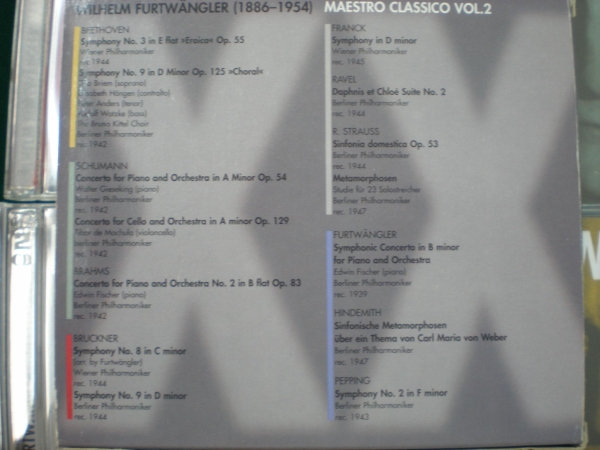 WILHELM FURTWÄNGLER (1886-1954) MAESTRO CLASSICO VOL.2
BEETHOVEN
Symphony No. 3 in E flat »Eroica« Op. 55
Wiener Philharmoniker
rec. 1944
Symphony No. 9 in D Minor Op. 125 »Choral«
Briem (soprano)
Elisabeth Höngen (contralto)
Peter Anders (tenor)
Rudolf Watzke (bass)
Bruno Kittel Choir
Berliner Philharmoniker
rec. 1942
SCHUMANN
Concerto for Piano and Orchestra in A Minor Op. 54
Walter Gieseking (piano)
Berliner Philharmoniker
rec. 1942
Concerto for Cello and Orchestra in A minor Op. 129
Tibor de Machula (violoncello)
Berliner Philharmoniker
rec. 1942
BRAHMS
Concerto for Piano and Orchestra No. 2 in B flat Op. 83
Edwin Fischer (piano)
Berliner Philharmoniker
rec. 1942
BRUCKNER
Symphony No. 8 in C minor
(arr. by Furtwängler)
Wiener Philharmoniker
rec. 1944
Symphony No. 9 in D minor
Berliner Philharmoniker
rec. 1944
FRANCK
Symphony in D minor
Wiener Philharmoniker
rec. 1945
RAVEL
Daphnis et Chloé Suite No. 2
Berliner Philharmoniker
rec. 1944
R. STRAUSS
Sinfonia domestica Op. 53
Berliner Philharmoniker
rec. 1944
Metamorphosen
Studie für 23 Solostreicher
Berliner Philharmoniker
rec. 1947
FURTWÄNGLER
Symphonic Concerto in B minor
for Piano and Orchestra
Edwin Fischer (piano)
Berliner Philharmoniker
rec. 1939
HINDEMITH
Sinfonische Metamorphosen
über ein Thema von Carl Maria von Weber
Berliner Philharmoniker
rec. 1947
PEPPING
Symphony No. 2 in F minor
Berliner Philharmoniker
rec. 1943